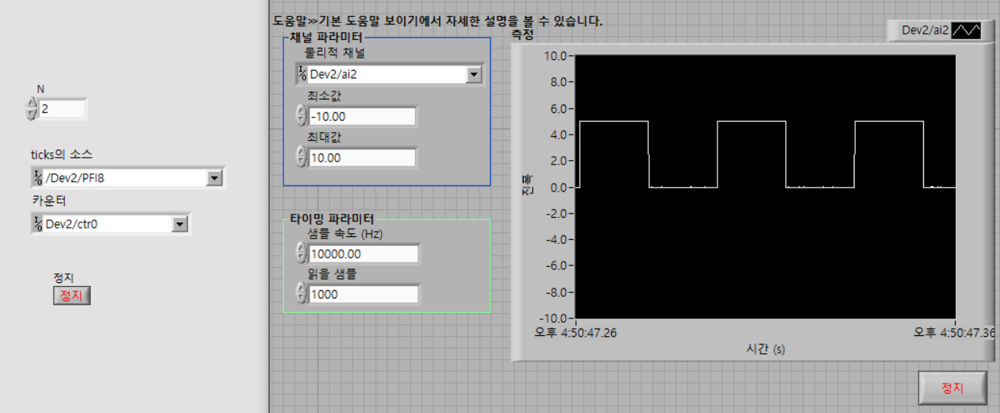 N
2
ticks의 소스
/Dev2/PFI8
카운터
Dev2/ctr0
정지
정지
도움말>>기본 도움말 보이기에서 자세한 설명을 볼 수 있습니다.
채널 파라미터
물리적 채널
Dev2/ai2
최소값
-10.00
최대값
10.00
타이밍 파라미터
샘플 속도 (Hz)
10000.00
읽을 샘플
1000
측정
Dev2/ai2
진폭
10.0
8.0
6.0
4.0
2.0
0.0
-2.0
-4.0
-6.0
-8.0
-10.0
오후 4:50:47.26
오후 4:50:47.36
시간 (s)
정지